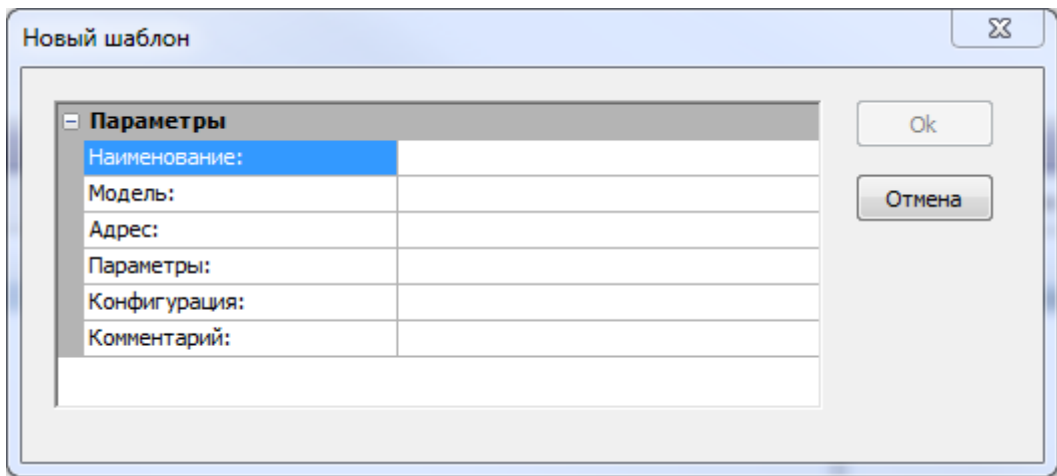 Новый шаблон
Параметры
Ok
Наименование:
Модель:
Отмена
Адрес:
Параметры:
Конфигурация:
Комментарий: